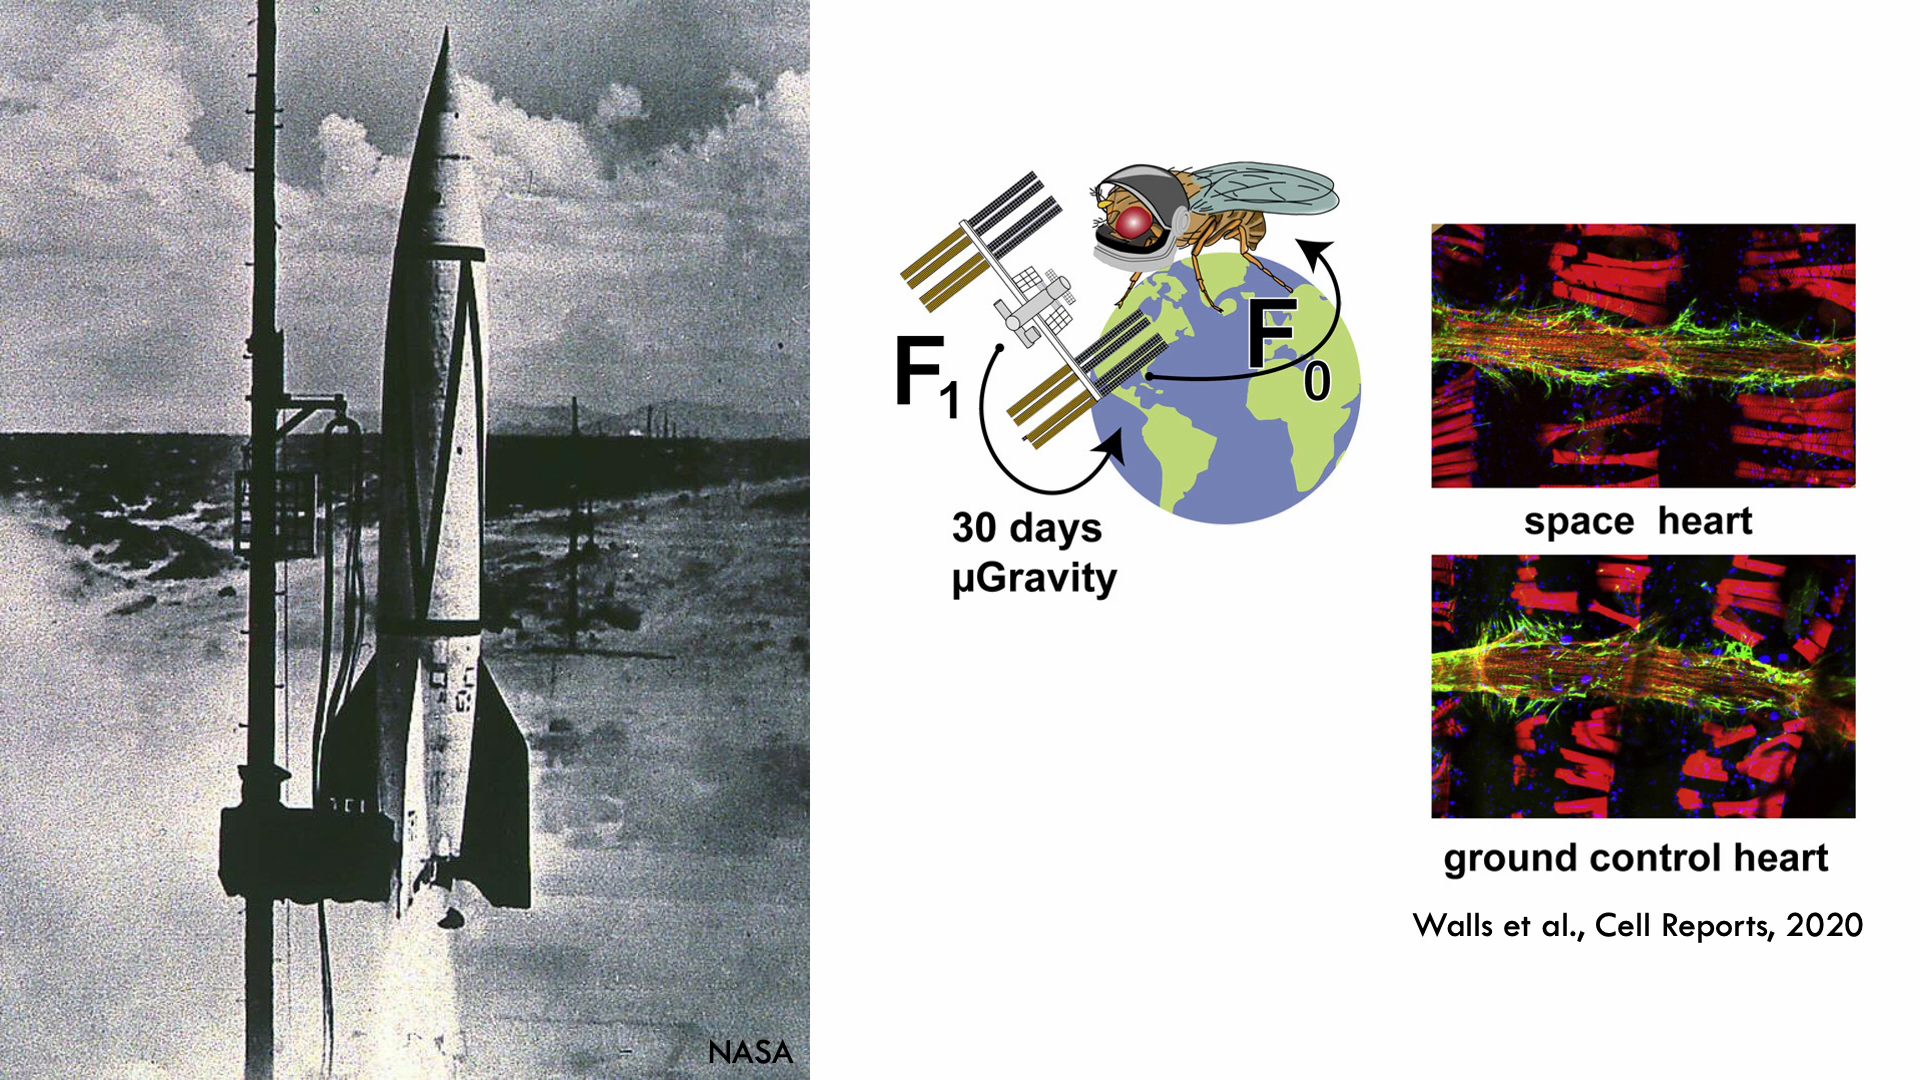 NASA
F1
F0
30 days
µGravity
space heart
ground control heart
Walls et al., Cell Reports, 2020